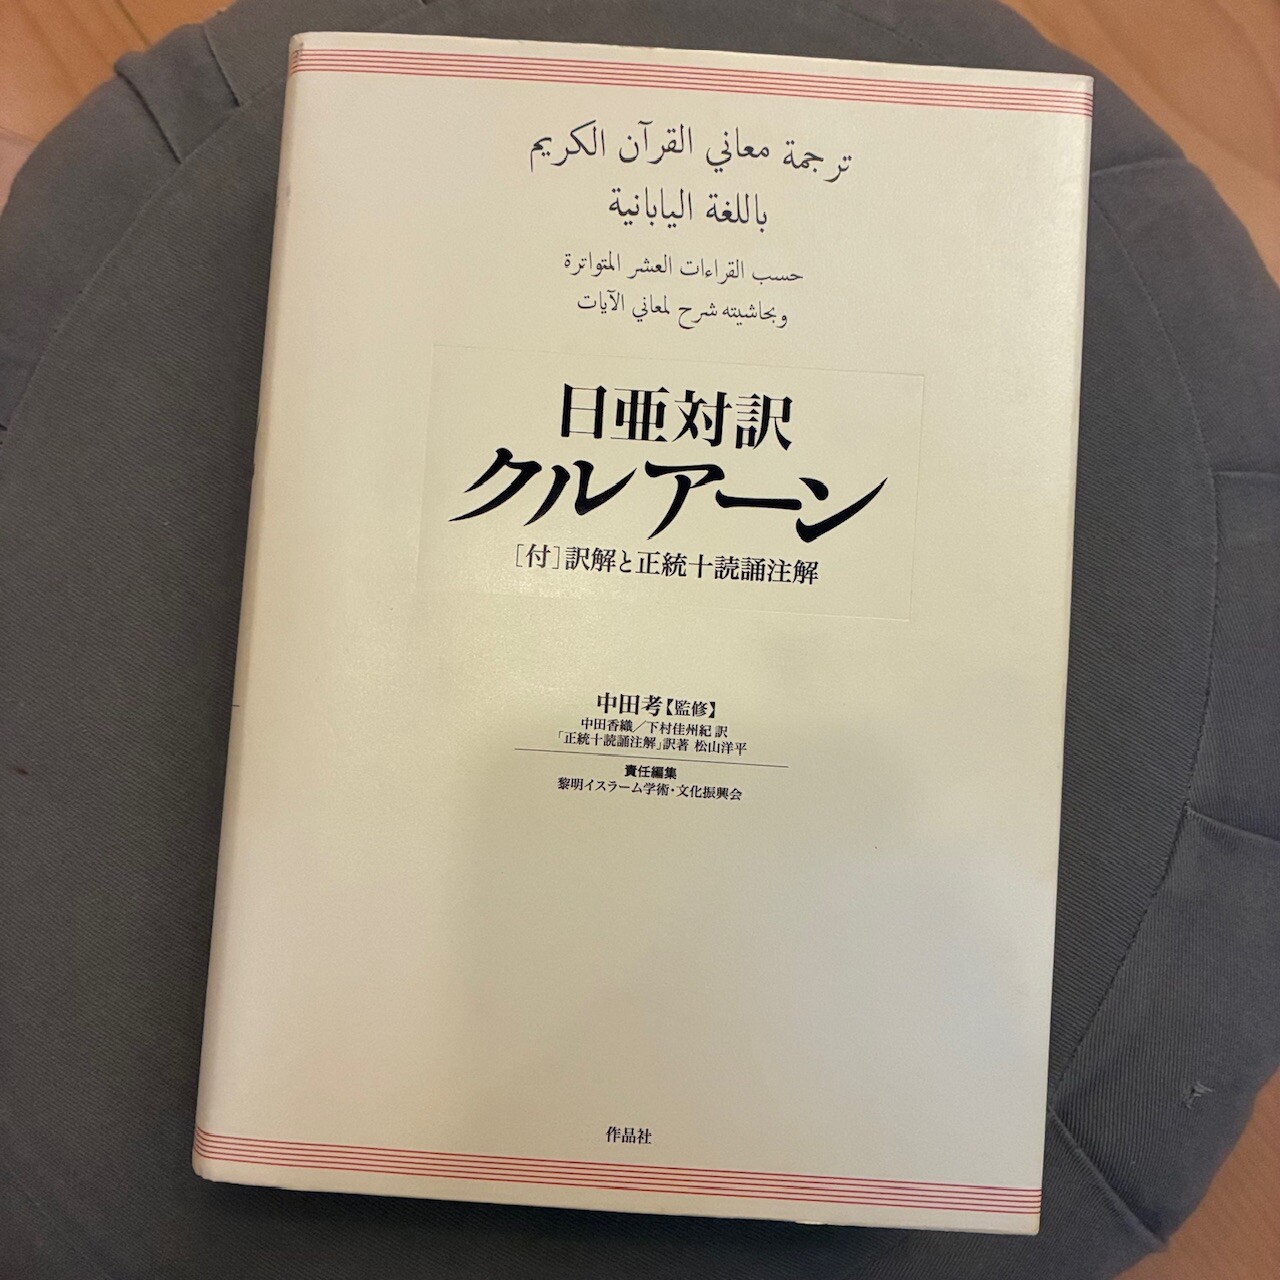 ترجمة معاني القرآن الكريم
باللغة اليابانية
حسب القراءات العشر المتواترة
وبحاشيته شرح لمعاني الآيات
日亜対訳
クルアーン
［付］訳解と正統十読誦注解
中田考【監修】
中田香織／下村佳州紀 訳
「正統十読誦注解」訳著 松山洋平
責任編集
黎明イスラーム学術・文化振興会
作品社